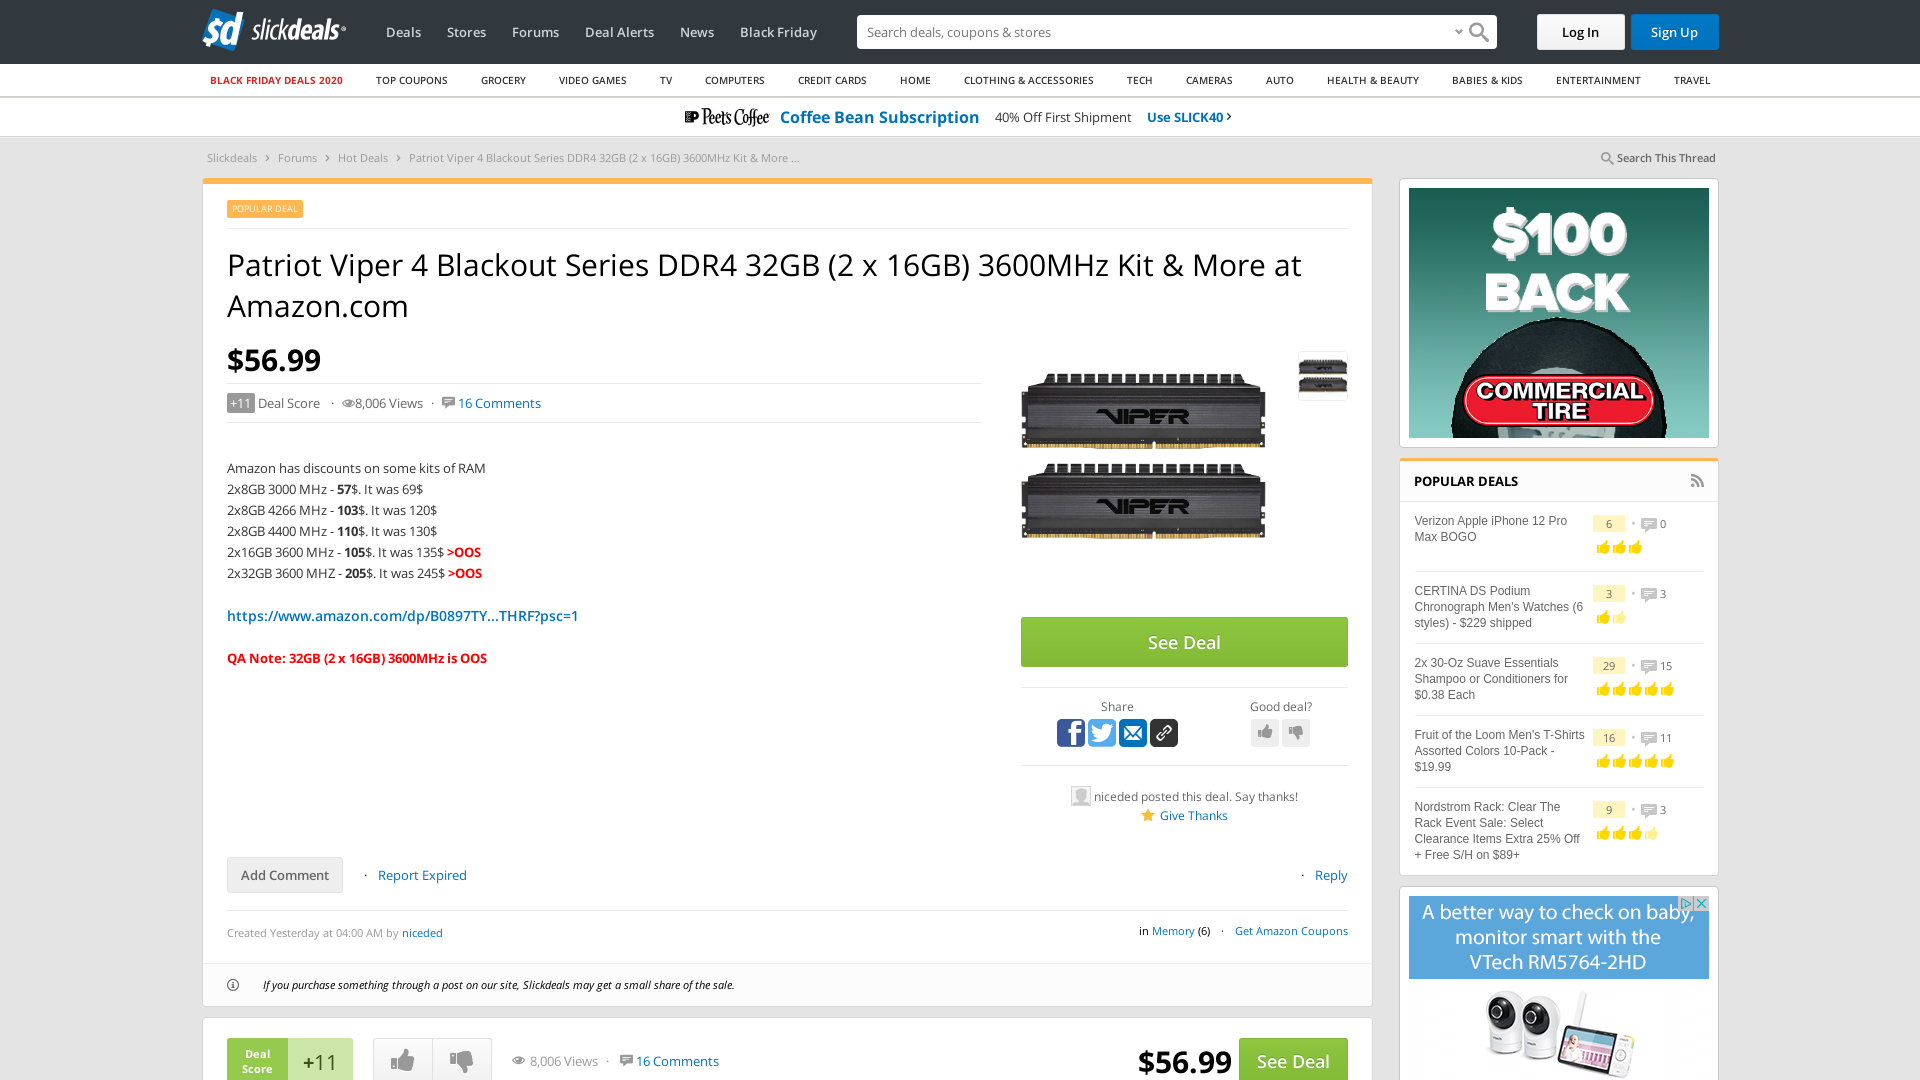 slickdeals
Deals
Stores
Forums
Deal Alerts
News
Black Friday
Search deals, coupons & shopping
Log In
Sign Up
BLACK FRIDAY DEALS 2020
TOP COUPONS
GROCERY
VIDEO GAMES
TV
COMPUTERS
CREDIT CARDS
HOME
CLOTHING & ACCESSORIES
TECH
CAMERAS
AUTO
HEALTH & BEAUTY
BABIES & KIDS
ENTERTAINMENT
TRAVEL
Peet's Coffee Coffee Bean Subscription 40% Off First Shipment Use SLICK40 ›
Slickdeals › Forums › Hot Deals › Patriot Viper 4 Blackout Series DDR4 32GB (2 x 16GB) 3600MHz Kit & More ...
Search This Thread
POPULAR DEAL
Patriot Viper 4 Blackout Series DDR4 32GB (2 x 16GB) 3600MHz Kit & More at
Amazon.com
$56.99
+11 Deal Score · 8,006 Views · 16 Comments
Amazon has discounts on some kits of RAM
2x8GB 3000 MHz - 57$. It was 69$
2x8GB 4266 MHz - 103$. It was 120$
2x8GB 4400 MHz - 110$. It was 130$
2x16GB 3600 MHz - 105$. It was 135$ >OOS
2x32GB 3600 MHZ - 205$. It was 245$ >OOS
https://www.amazon.com/dp/B0897TY...THRF?psc=1
QA Note: 32GB (2 x 16GB) 3600MHz is OOS
VIPER
VIPER
See Deal
Share
Good deal?
niceded posted this deal. Say thanks!
Give Thanks
Add Comment
· Report Expired
· Reply
Created Yesterday at 04:00 AM by niceded
in Memory (6) · Get Amazon Coupons
If you purchase something through a post on our site, Slickdeals may get a small share of the sale.
Deal
Score
+11
8,006 Views · 16 Comments
$56.99
See Deal
$100
BACK
COMMERCIAL
TIRE
POPULAR DEALS
Verizon Apple iPhone 12 Pro
Max BOGO
6 · 0
CERTINA DS Podium
Chronograph Men's Watches (6
styles) - $229 shipped
3 · 3
2x 30-Oz Suave Essentials
Shampoo or Conditioners for
$0.38 Each
29 · 15
Fruit of the Loom Men's T-Shirts
Assorted Colors 10-Pack -
$19.99
16 · 11
Nordstrom Rack: Clear The
Rack Event Sale: Select
Clearance Items Extra 25% Off
+ Free S/H on $89+
9 · 3
A better way to check on baby,
monitor smart with the
VTech RM5764-2HD